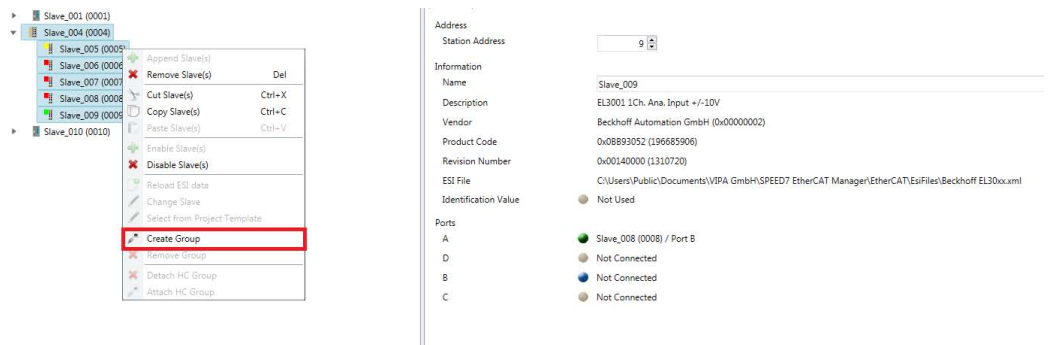 Slave_001 (0001)
Slave_004 (0004)
Slave_005 (0005)
Slave_006 (0006
Slave_007 (0007
Slave_008 (0008
Slave_009 (0009
Slave_010 (0010)
Append Slave(s)
Remove Slave(s) Del
Cut Slave(s) Ctrl+X
Copy Slave(s) Ctrl+C
Paste Slave(s) Ctrl+V
Enable Slave(s)
Disable Slave(s)
Reload ESI data
Change Slave
Select from Project Template
Create Group
Remove Group
Detach HC Group
Attach HC Group
Address
Station Address 9
Information
Name Slave_009
Description EL3001 1Ch. Ana. Input +/-10V
Vendor Beckhoff Automation GmbH (0x00000002)
Product Code 0x0BB93052 (196685906)
Revision Number 0x00140000 (1310720)
ESI File C:\Users\Public\Documents\VIPA GmbH\SPEED7 EtherCAT Manager\EtherCAT\EsiFiles\Beckhoff EL30xx.xml
Identification Value Not Used
Ports
A Slave_008 (0008) / Port B
D Not Connected
B Not Connected
C Not Connected